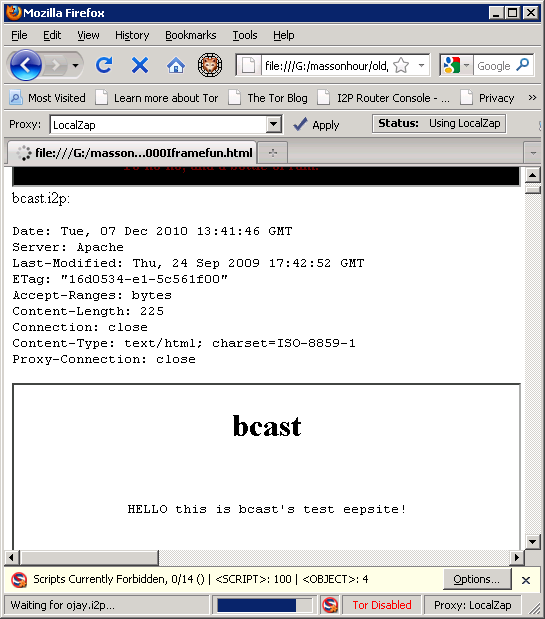 Mozilla Firefox
File Edit View History Bookmarks Tools Help
file:///G:/massonhour/old, Google
Most Visited Learn more about Tor The Tor Blog I2P Router Console - ... Privacy »
Proxy: LocalZap Apply Status: Using LocalZap
file:///G:/masson...000Iframefun.html
bcast.i2p:
Date: Tue, 07 Dec 2010 13:41:46 GMT
Server: Apache
Last-Modified: Thu, 24 Sep 2009 17:42:52 GMT
ETag: "16d0534-e1-5c561f00"
Accept-Ranges: bytes
Content-Length: 225
Connection: close
Content-Type: text/html; charset=ISO-8859-1
Proxy-Connection: close
bcast
HELLO this is bcast's test eepsite!
Scripts Currently Forbidden, 0/14 () | <SCRIPT>: 100 | <OBJECT>: 4 Options...
Waiting for ojay.i2p... Tor Disabled Proxy: LocalZap